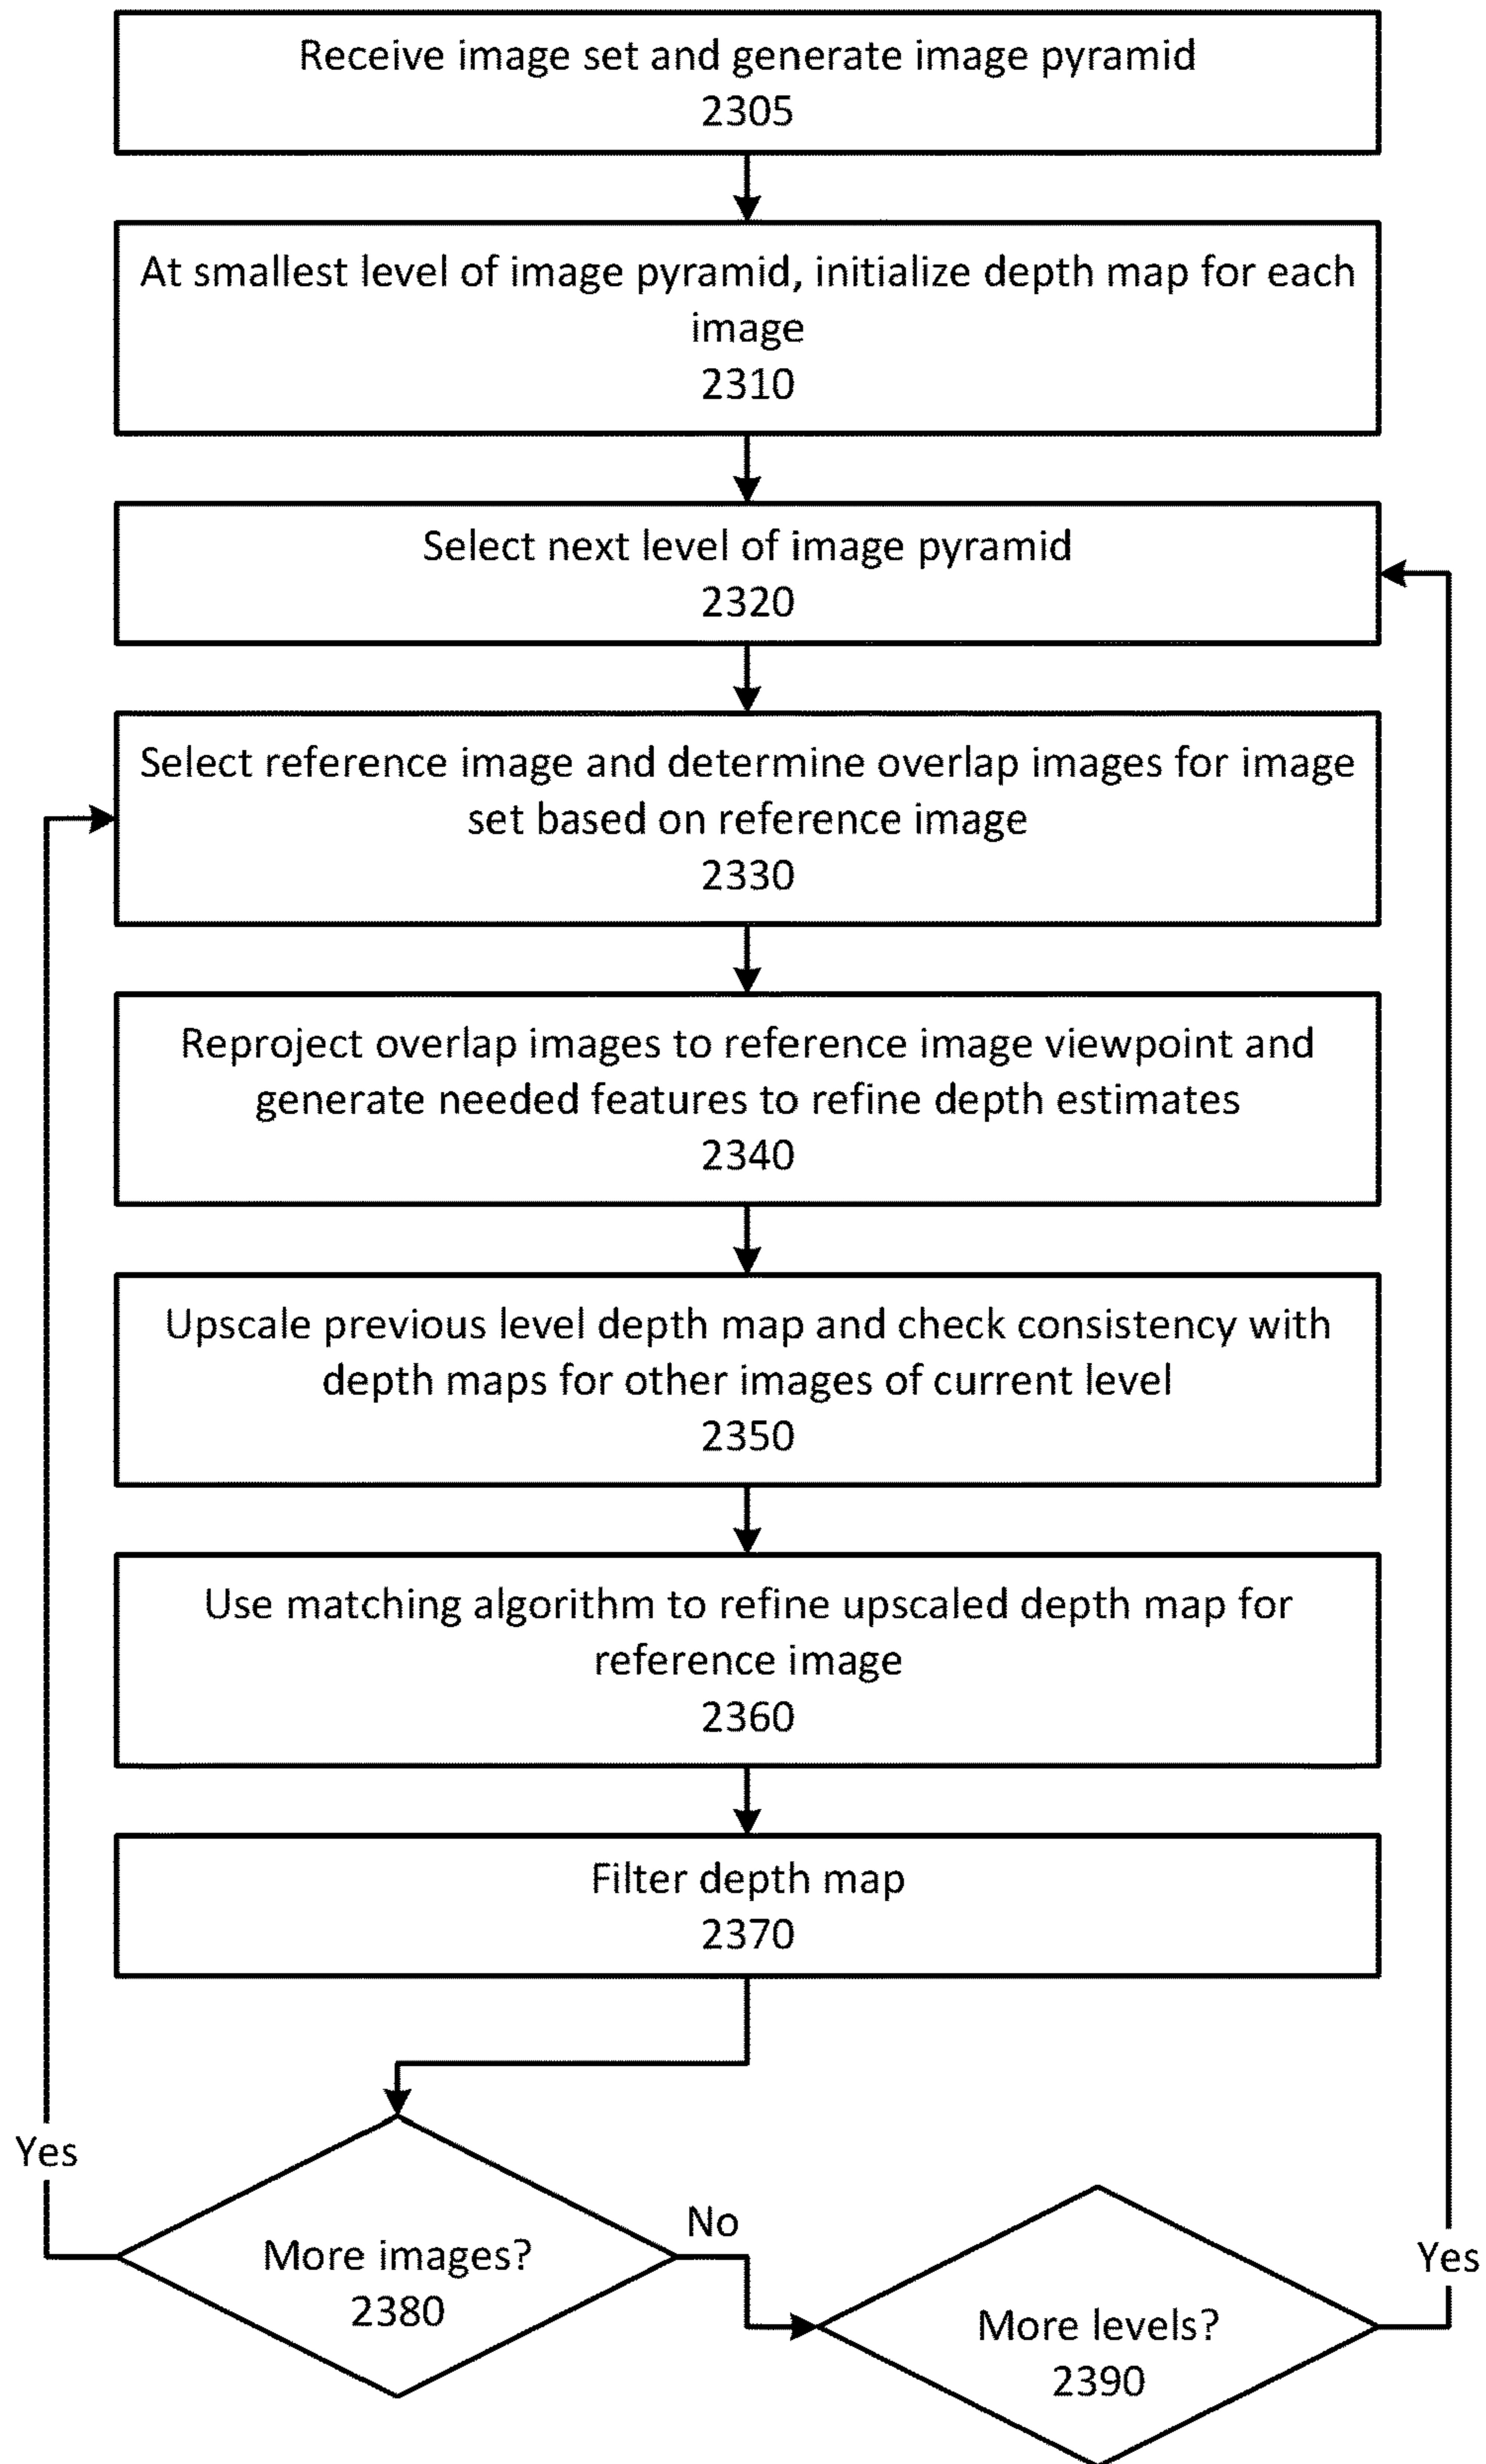 Receive image set and generate image pyramid
2305
At smallest level of image pyramid, initialize depth map for each
image
2310
Select next level of image pyramid
2320
Select reference image and determine overlap images for image
set based on reference image
2330
Reproject overlap images to reference image viewpoint and
generate needed features to refine depth estimates
2340
Upscale previous level depth map and check consistency with
depth maps for other images of current level
2350
Use matching algorithm to refine upscaled depth map for
reference image
2360
Filter depth map
2370
Yes
More images?
2380
No
More levels?
2390
Yes